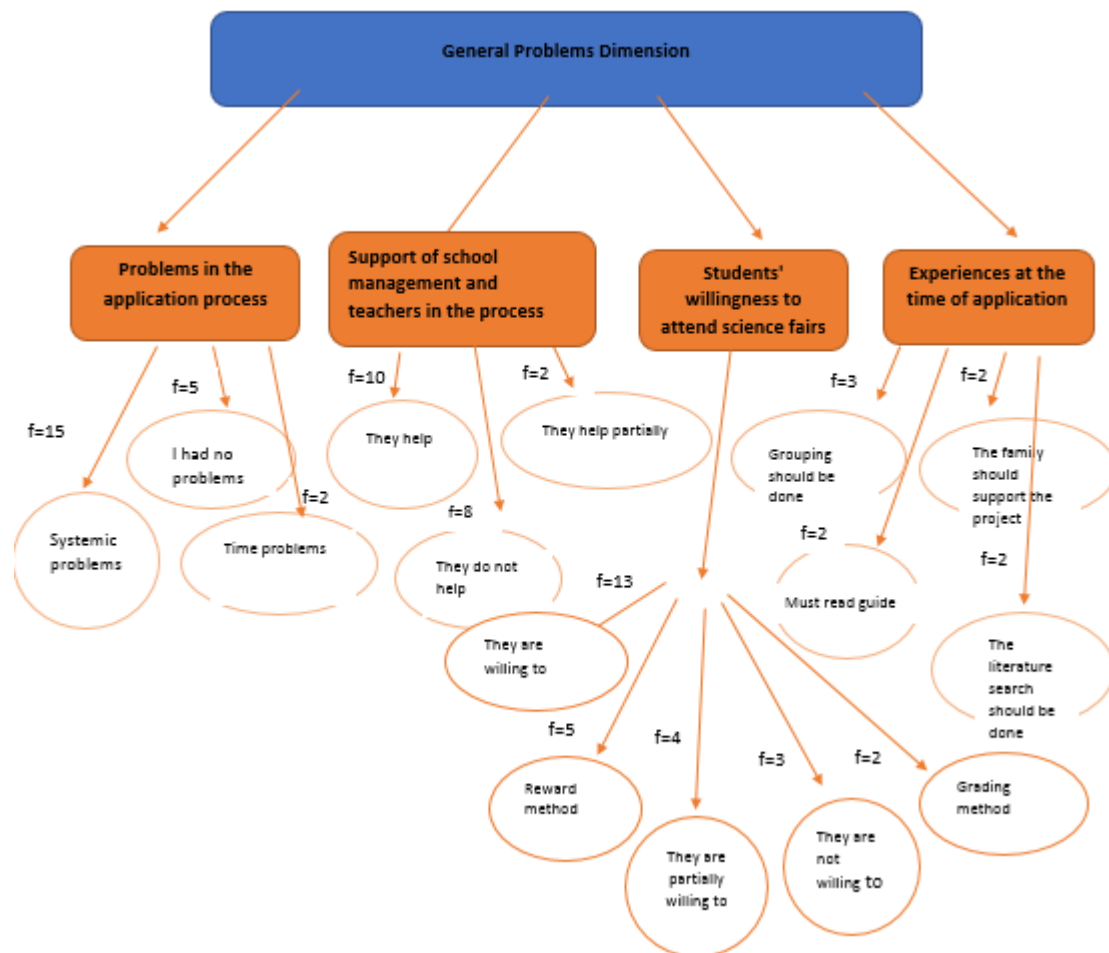 General Problems Dimension
Problems in the
application process
Support of school
management and
teachers in the process
Students'
willingness to
attend science fairs
Experiences at the
time of application
f=15
f=5
f=2
Systemic
problems
I had no
problems
Time problems
f=10
f=2
f=8
They help
They help partially
They do not
help
f=13
They are
willing to
f=5
Reward
method
f=4
They are
partially
willing to
f=3
They are
not
willing to
f=2
Grading
method
f=3
Grouping
should be
done
f=2
The family
should
support the
project
f=2
Must read guide
f=2
The
literature
search
should be
done